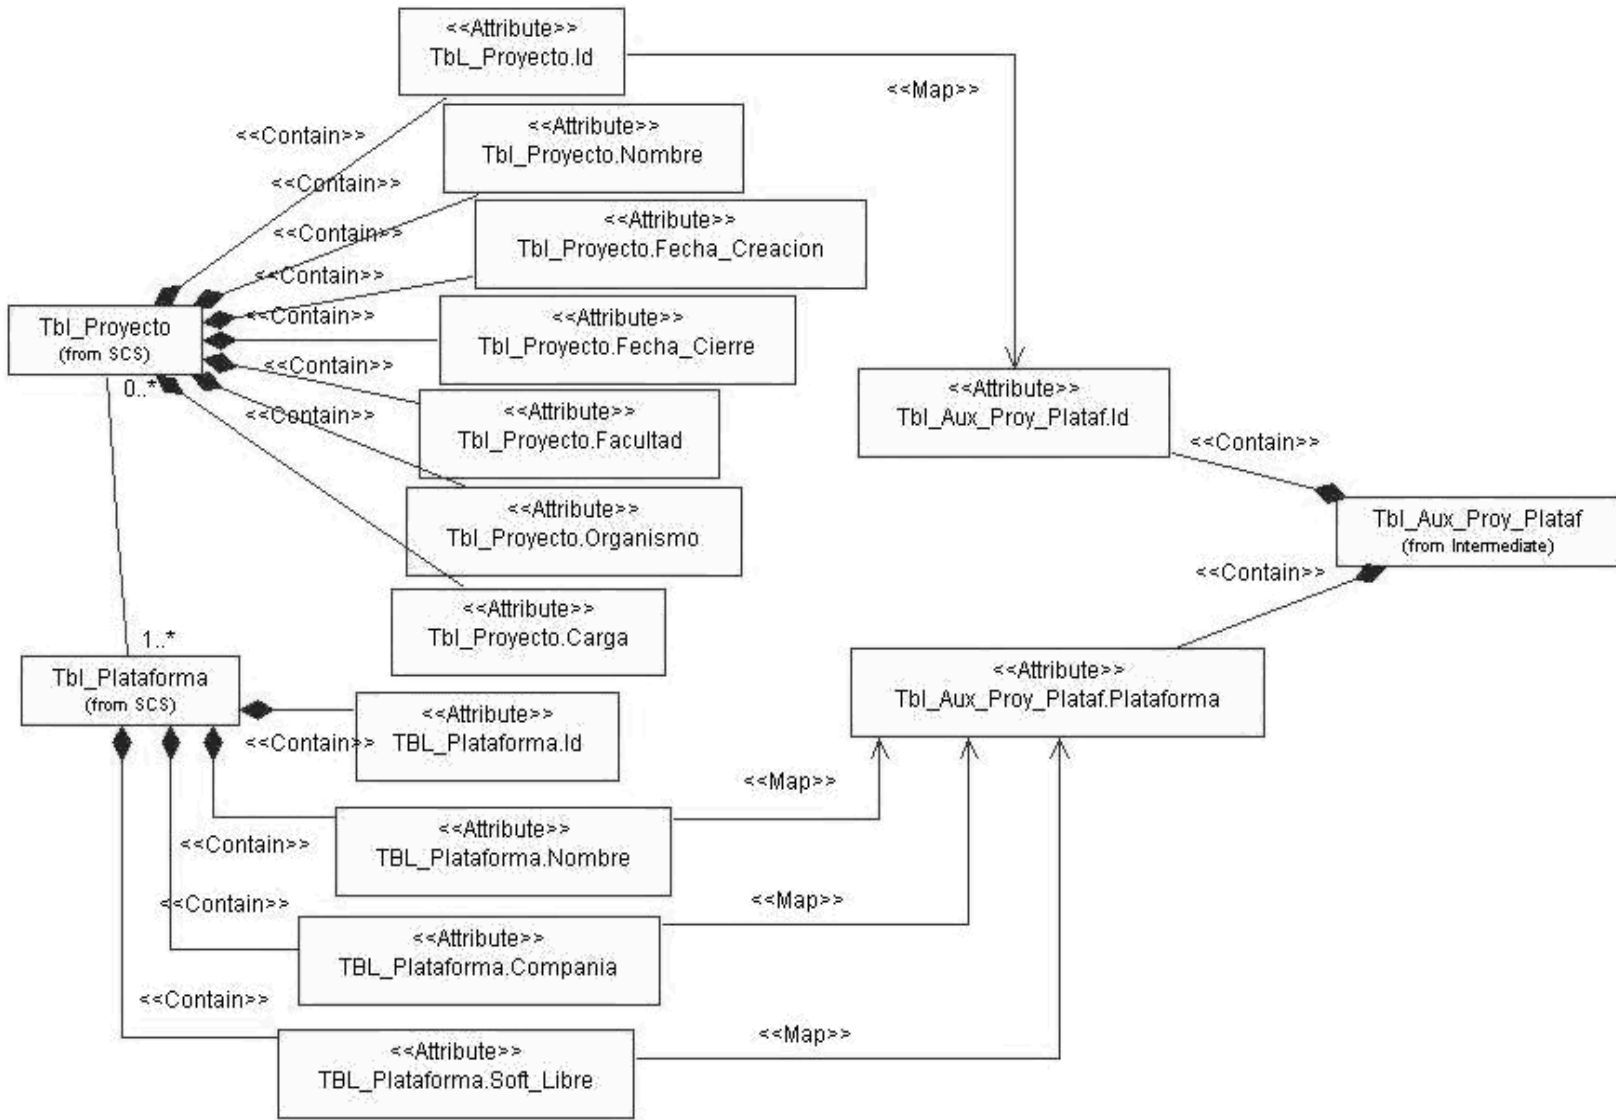 <<Attribute>>
TbL_Proyecto.Id
<<Map>>
<<Contain>>
<<Attribute>>
Tbl_Proyecto.Nombre
<<Contain>>
<<Attribute>>
Tbl_Proyecto.Fecha_Creacion
<<Contain>>
<<Contain>>
Tbl_Proyecto
(from SCS)
<<Contain>>
<<Attribute>>
Tbl_Proyecto.Fecha_Cierre
<<Contain>>
0..*
<<Attribute>>
Tbl_Aux_Proy_Plataf.Id
<<Contain>>
<<Attribute>>
Tbl_Proyecto.Facultad
<<Contain>>
<<Attribute>>
Tbl_Proyecto.Organismo
Tbl_Aux_Proy_Plataf
(from Intermediate)
<<Contain>>
<<Attribute>>
Tbl_Proyecto.Carga
1..*
Tbl_Plataforma
(from SCS)
<<Attribute>>
Tbl_Aux_Proy_Plataf.Plataforma
<<Attribute>>
TBL_Plataforma.Id
<<Contain>>
<<Map>>
<<Attribute>>
TBL_Plataforma.Nombre
<<Contain>>
<<Map>>
<<Contain>>
<<Attribute>>
TBL_Plataforma.Compania
<<Contain>>
<<Map>>
<<Attribute>>
TBL_Plataforma.Soft_Libre